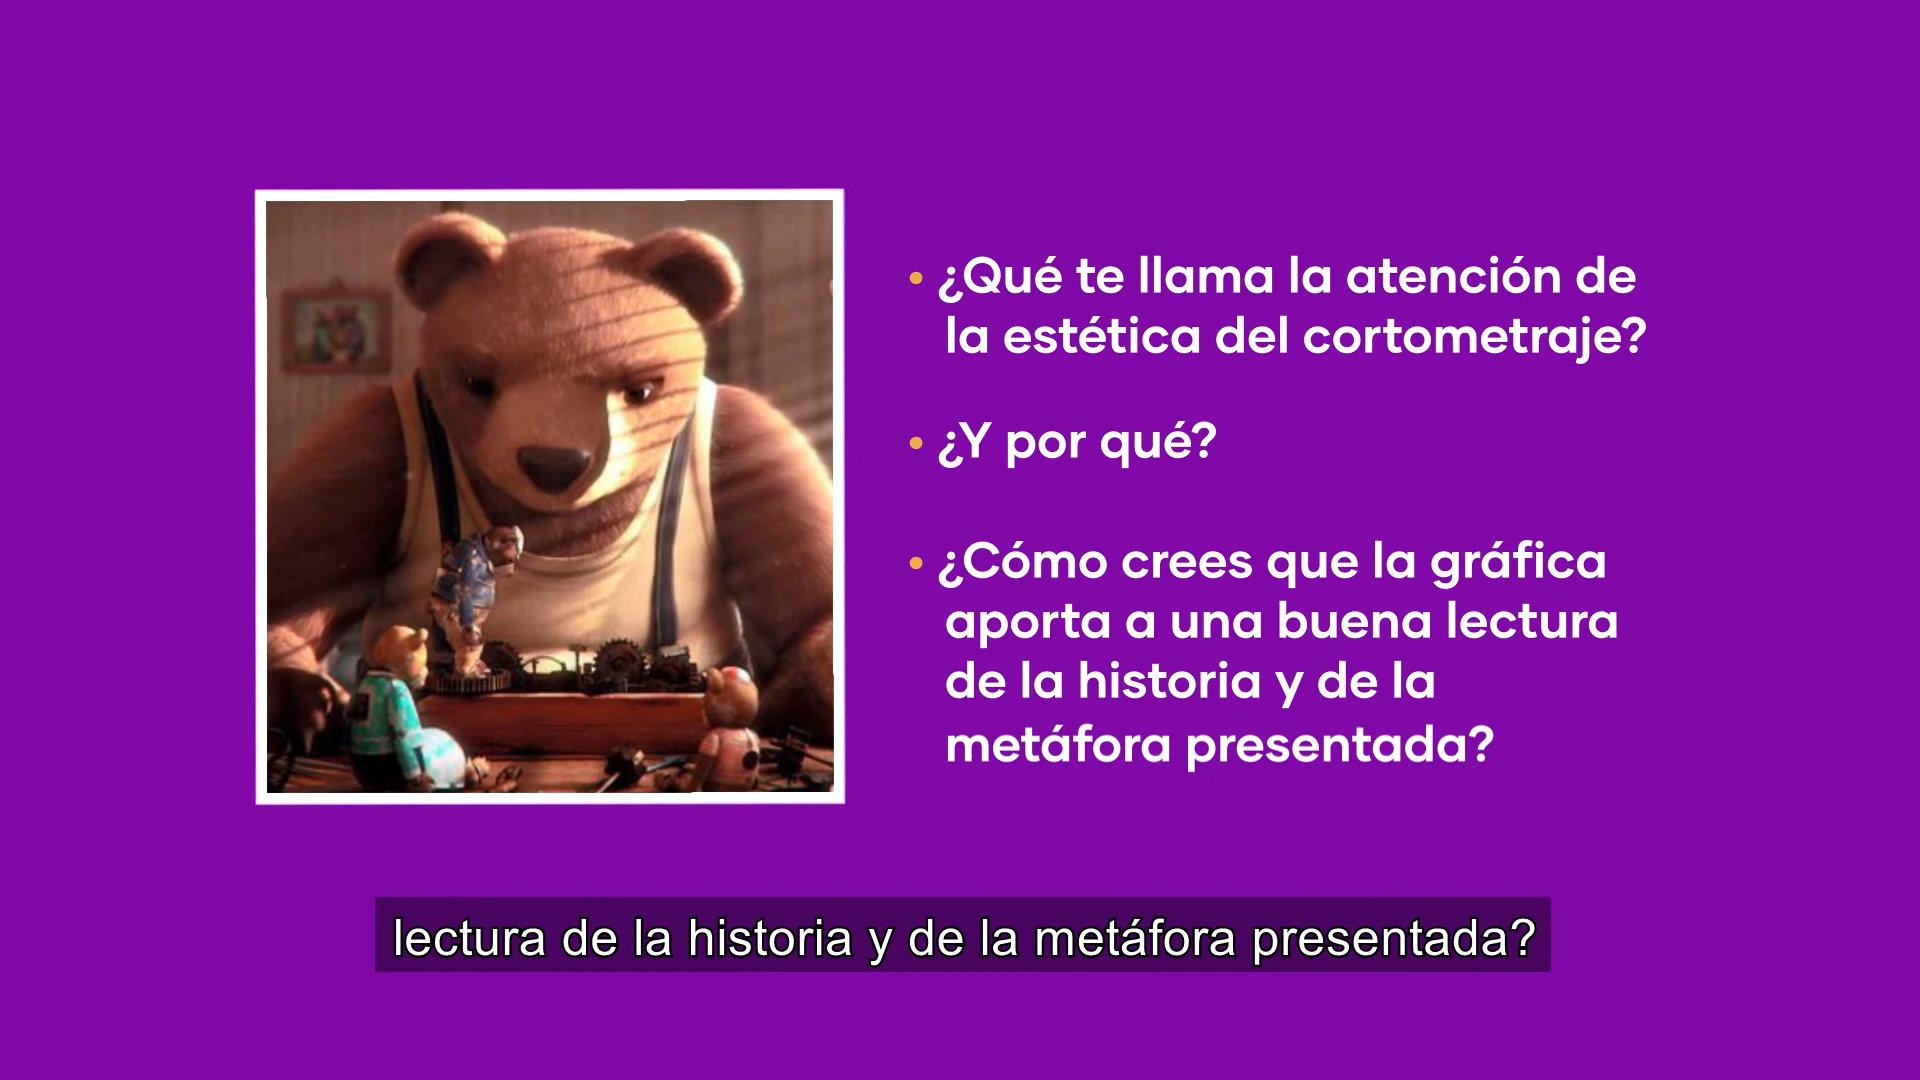 • ¿Qué te llama la atención de
la estética del cortometraje?
• ¿Y por qué?
• ¿Cómo crees que la gráfica
aporta a una buena lectura
de la historia y de la
metáfora presentada?
lectura de la historia y de la metáfora presentada?